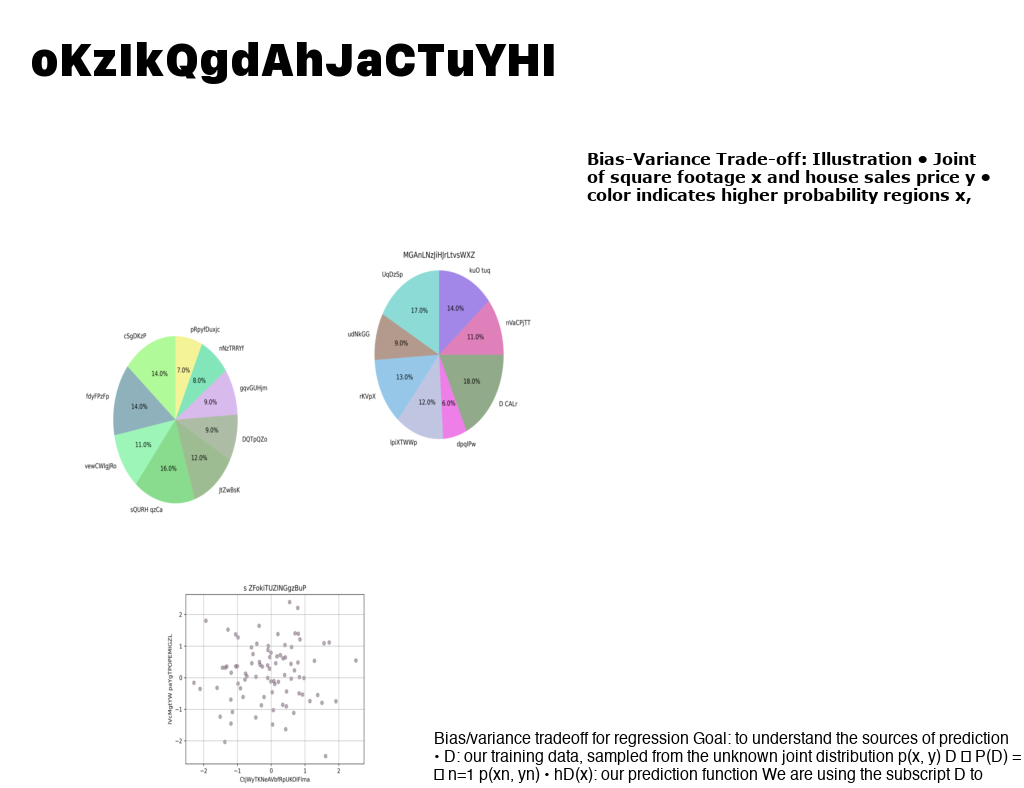 oKzIkQgdAhJaCTuYHI
Bias-Variance Trade-off: Illustration • Joint
of square footage x and house sales price y •
color indicates higher probability regions x,
MGAnLNzJiHJrLtvsWXZ
UqDzSp
kuO tuq
17.0%
14.0%
nVaCPjTT
udNkGG
11.0%
9.0%
13.0%
18.0%
rKVpX
12.0%
6.0%
D CALr
lpiXTWWp
dpqIPw
pRpyfDuxjc
cSgDKzP
nNzTRRYf
7.0%
14.0%
8.0%
gqvGUHjm
fdyFPzFp
14.0%
9.0%
9.0%
DQTpQZo
11.0%
12.0%
vewCWIgjRo
16.0%
JtZwBsK
sQURH qzCa
s ZFokiTUZINGgzBuP
2
1
0
−1
−2
−2 −1 0 1 2
Bias/variance tradeoff for regression Goal: to understand the sources of prediction
• D: our training data, sampled from the unknown joint distribution p(x, y) D □ P(D) =
□ n=1 p(xn, yn) • hD(x): our prediction function We are using the subscript D to